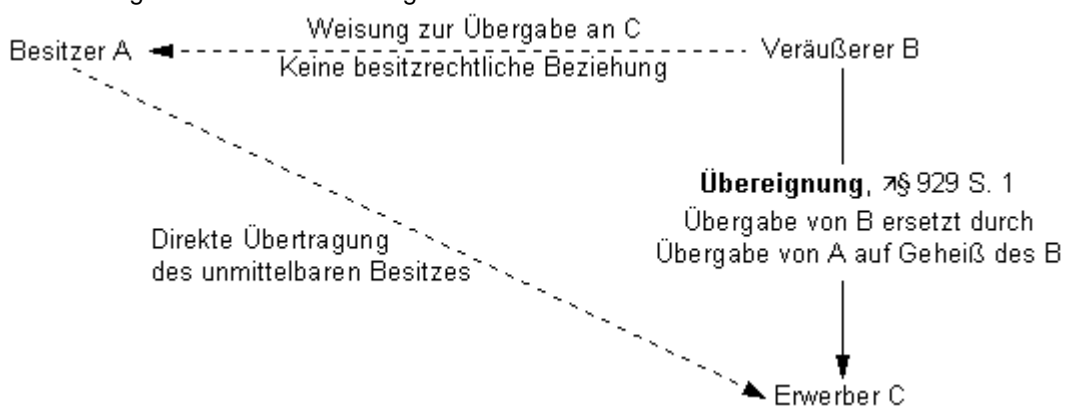 Weisung zur Übergabe an C
Besitzer A
Veräußerer B
Keine besitzrechtliche Beziehung
Übereignung, ↗§ 929 S. 1
Übergabe von B ersetzt durch
Übergabe von A auf Geheiß des B
Direkte Übertragung
des unmittelbaren Besitzes
Erwerber C